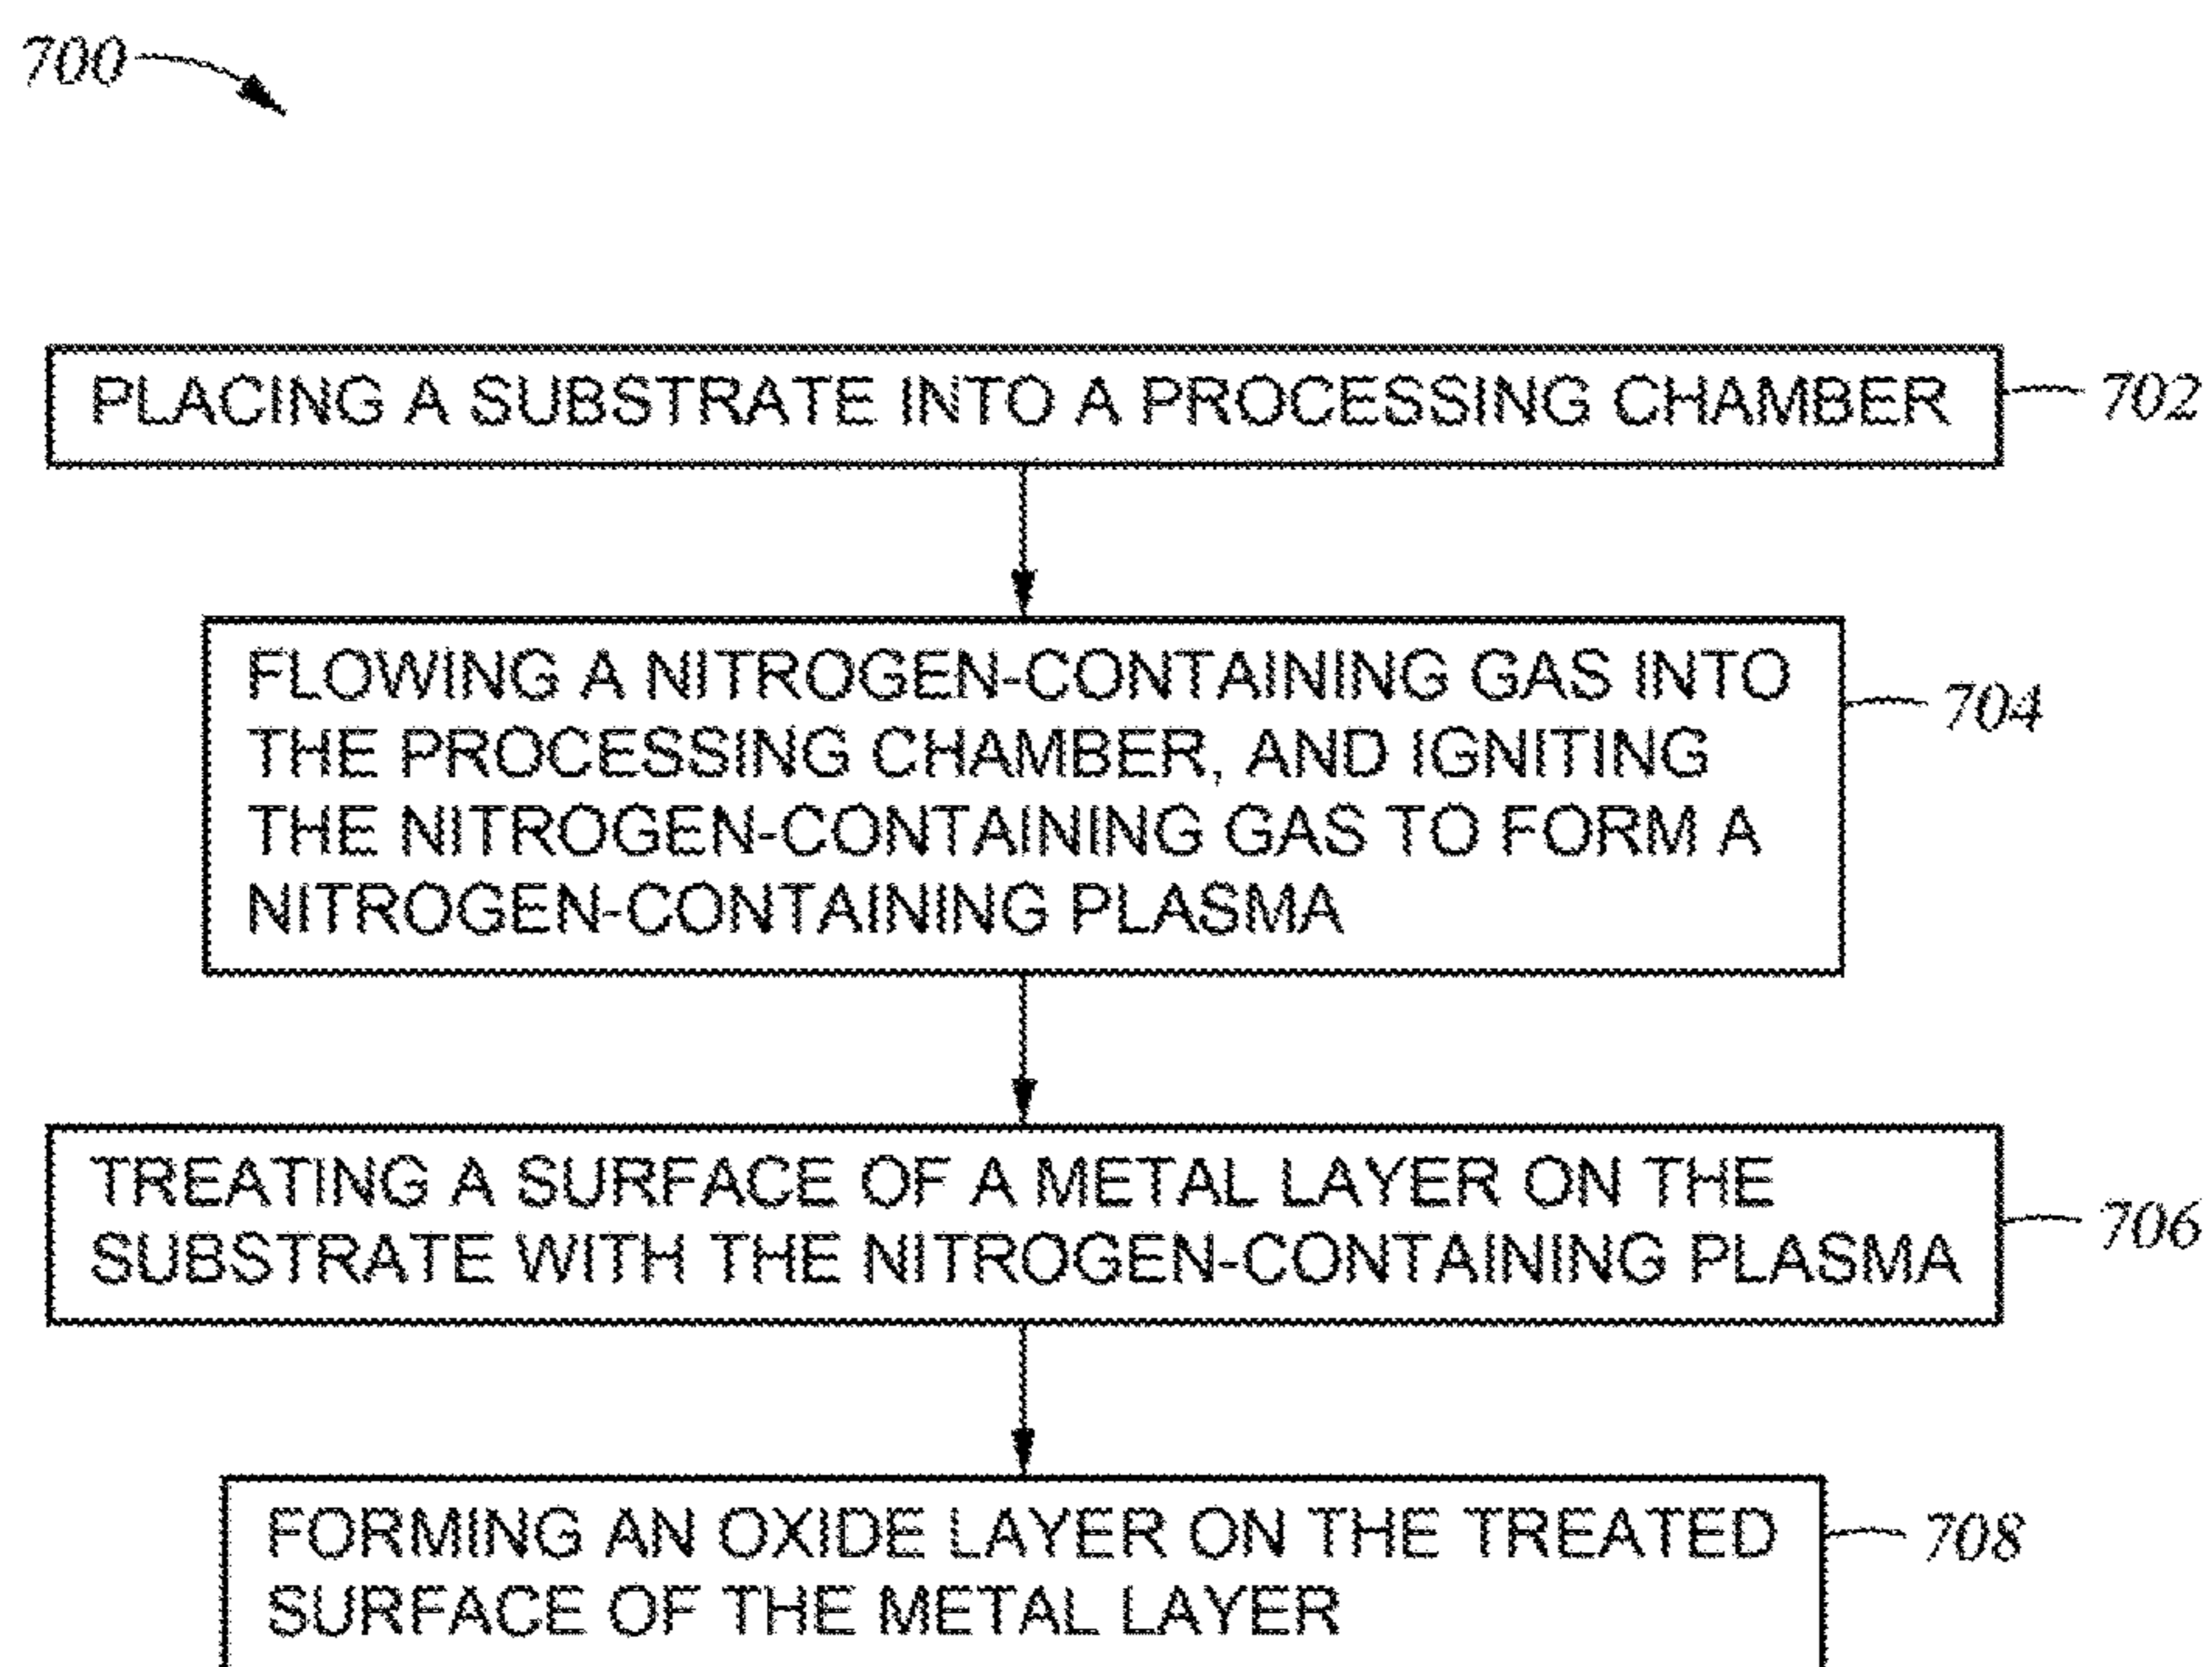 700
PLACING A SUBSTRATE INTO A PROCESSING CHAMBER
702
FLOWING A NITROGEN-CONTAINING GAS INTO
THE PROCESSING CHAMBER, AND IGNITING
THE NITROGEN-CONTAINING GAS TO FORM A
NITROGEN-CONTAINING PLASMA
704
TREATING A SURFACE OF A METAL LAYER ON THE
SUBSTRATE WITH THE NITROGEN-CONTAINING PLASMA
706
FORMING AN OXIDE LAYER ON THE TREATED
SURFACE OF THE METAL LAYER
708